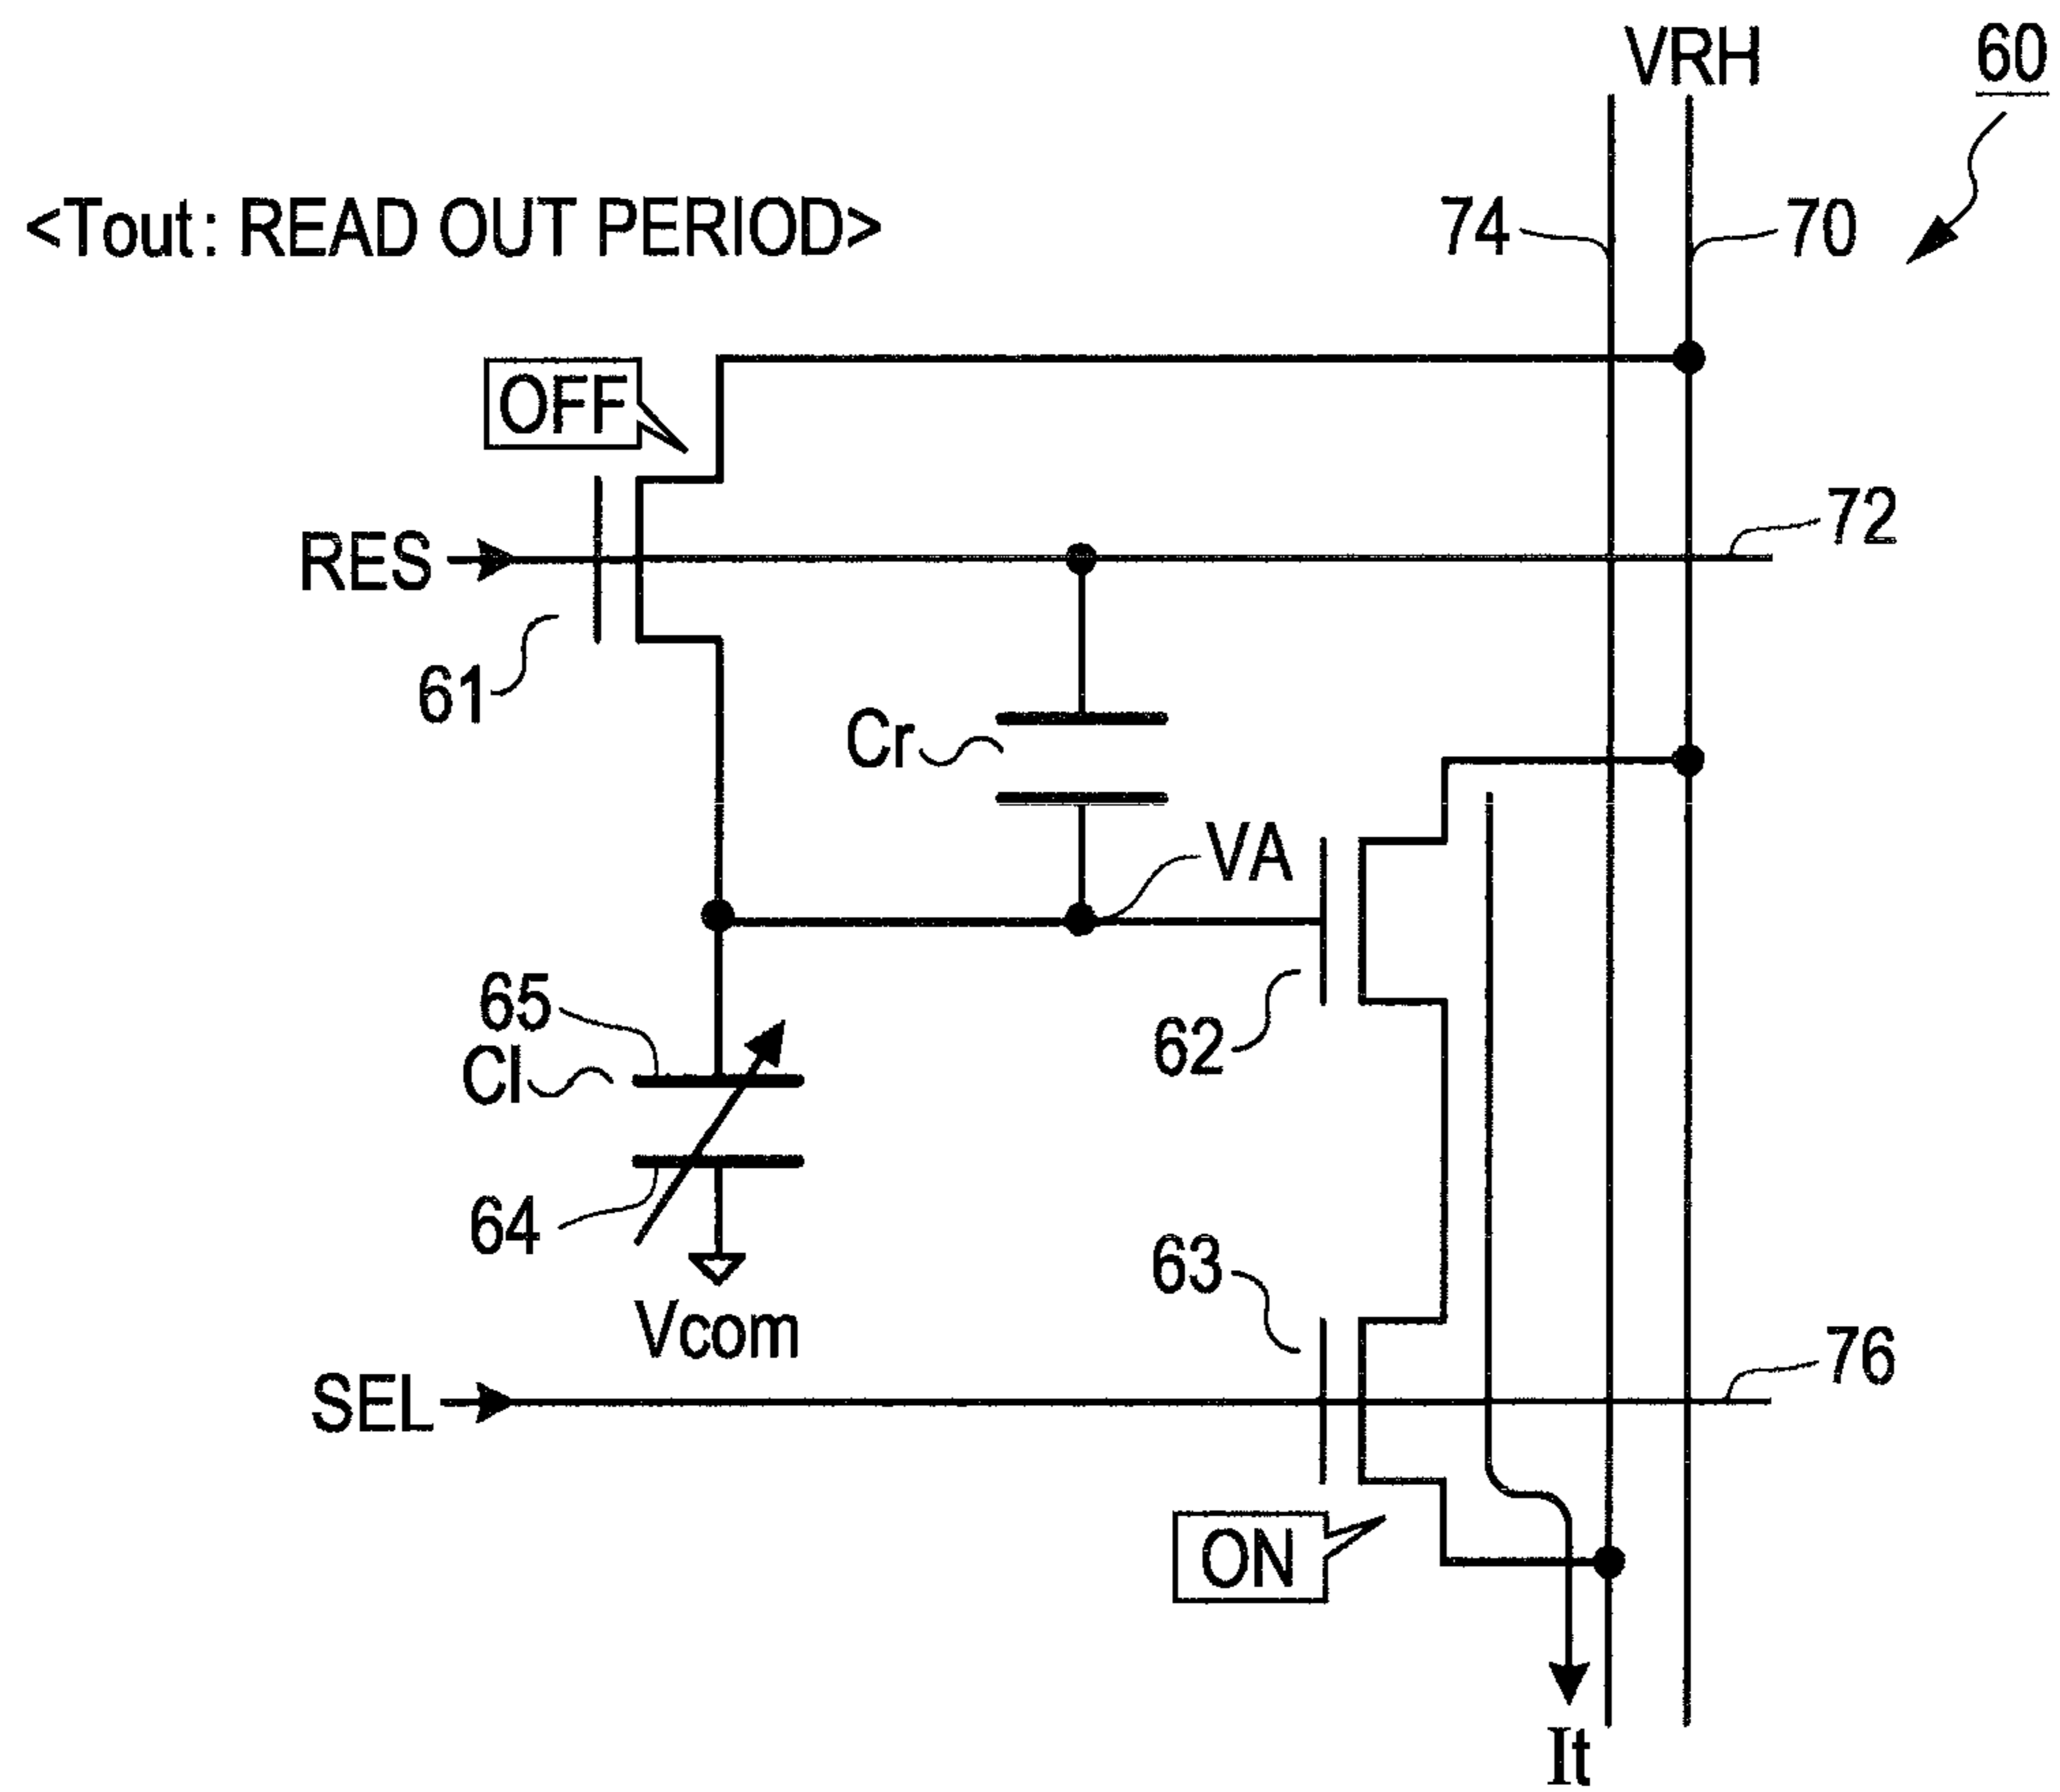 VRH
60
<Tout: READ OUT PERIOD>
74
70
OFF
72
RES
61
Cr
VA
65
Cl
62
64
63
Vcom
76
SEL
ON
It